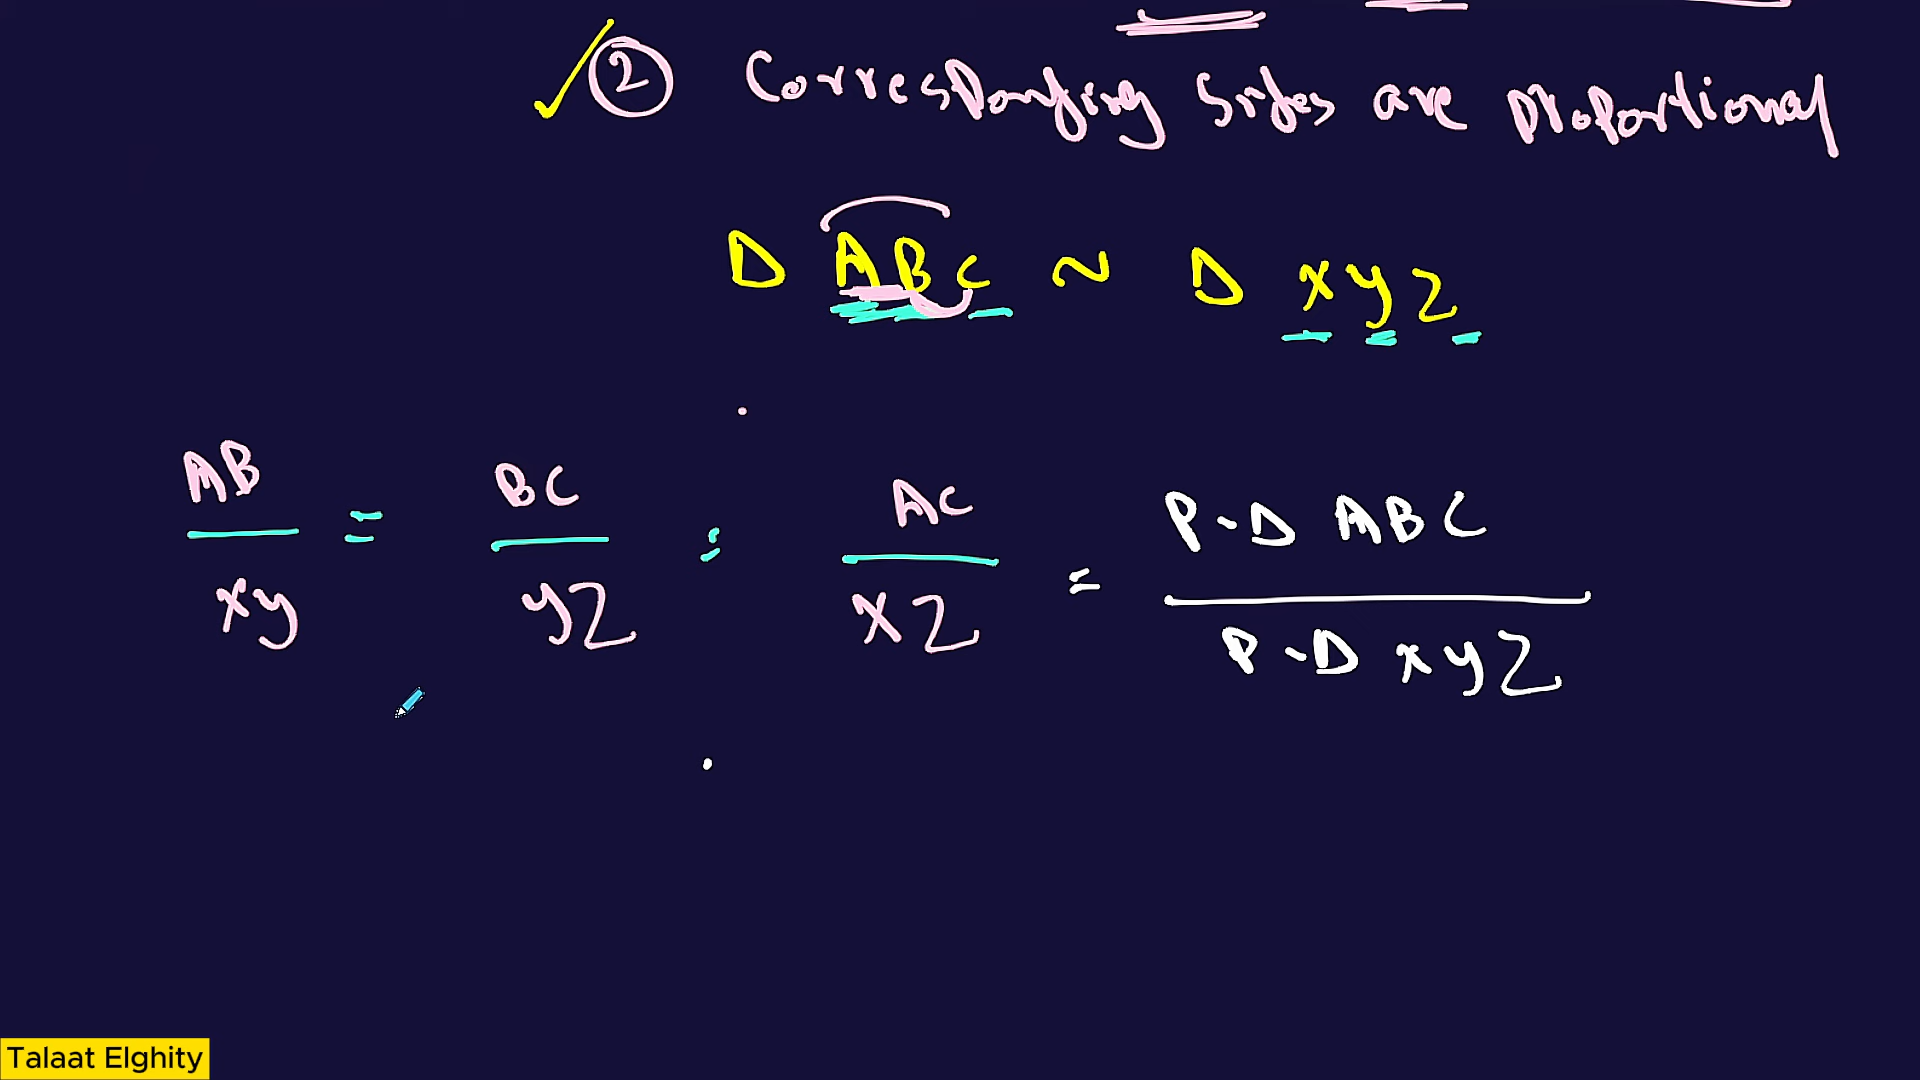 ✓ ② Corresponding Sides are proportional
Δ ABC ~ Δ xyz
AB/xy = BC/yz = AC/xz = P.Δ ABC/P.Δ xyz
Talaat Elghity